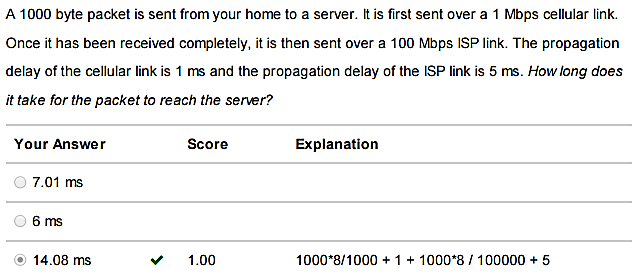 A 1000 byte packet is sent from your home to a server. It is first sent over a 1 Mbps cellular link.
Once it has been received completely, it is then sent over a 100 Mbps ISP link. The propagation
delay of the cellular link is 1 ms and the propagation delay of the ISP link is 5 ms. How long does
it take for the packet to reach the server?
Your Answer Score Explanation
7.01 ms
6 ms
14.08 ms ✔ 1.00 1000*8/1000 + 1 + 1000*8 / 100000 + 5